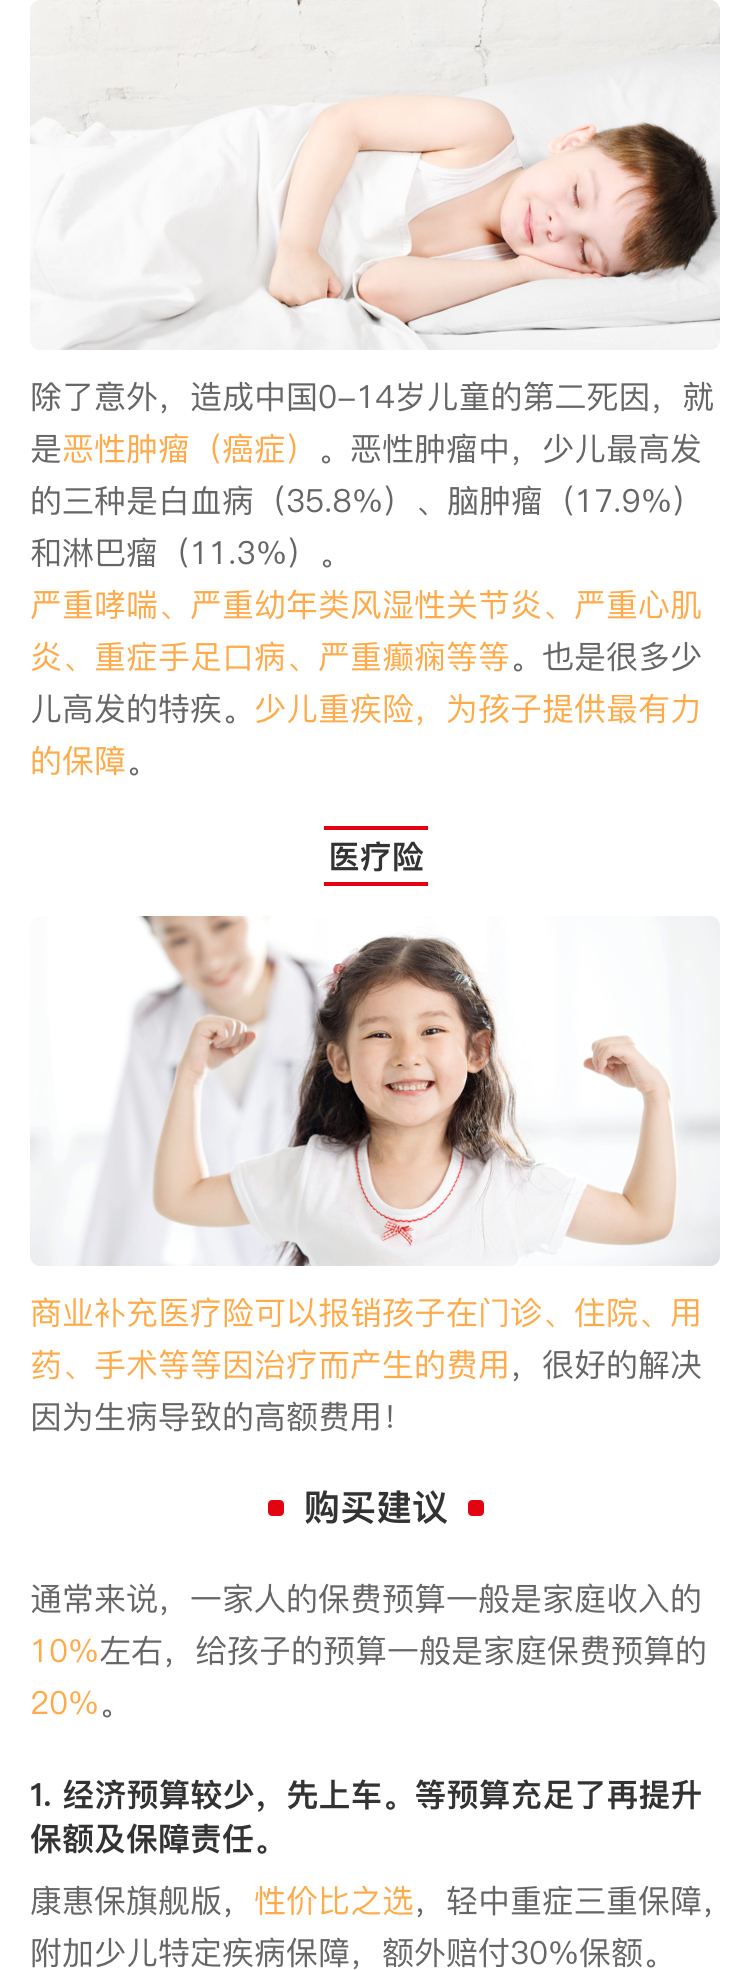 除了意外，造成中国0-14岁儿童的第二死因，就
是恶性肿瘤（癌症）。恶性肿瘤中，少儿最高发
的三种是白血病（35.8%）、脑肿瘤（17.9%）
和淋巴瘤（11.3%）。
严重哮喘、严重幼年类风湿性关节炎、严重心肌
炎、重症手足口病、严重癫痫等等。也是很多少
儿高发的特疾。少儿重疾险，为孩子提供最有力
的保障。
医疗险
商业补充医疗险可以报销孩子在门诊、住院、用
药、手术等等因治疗而产生的费用，很好的解决
因为生病导致的高额费用！
购买建议
通常来说，一家人的保费预算一般是家庭收入的
10%左右，给孩子的预算一般是家庭保费预算的
20%。
1. 经济预算较少，先上车。等预算充足了再提升
保额及保障责任。
康惠保旗舰版，性价比之选，轻中重症三重保障，
附加少儿特定疾病保障，额外赔付30%保额。